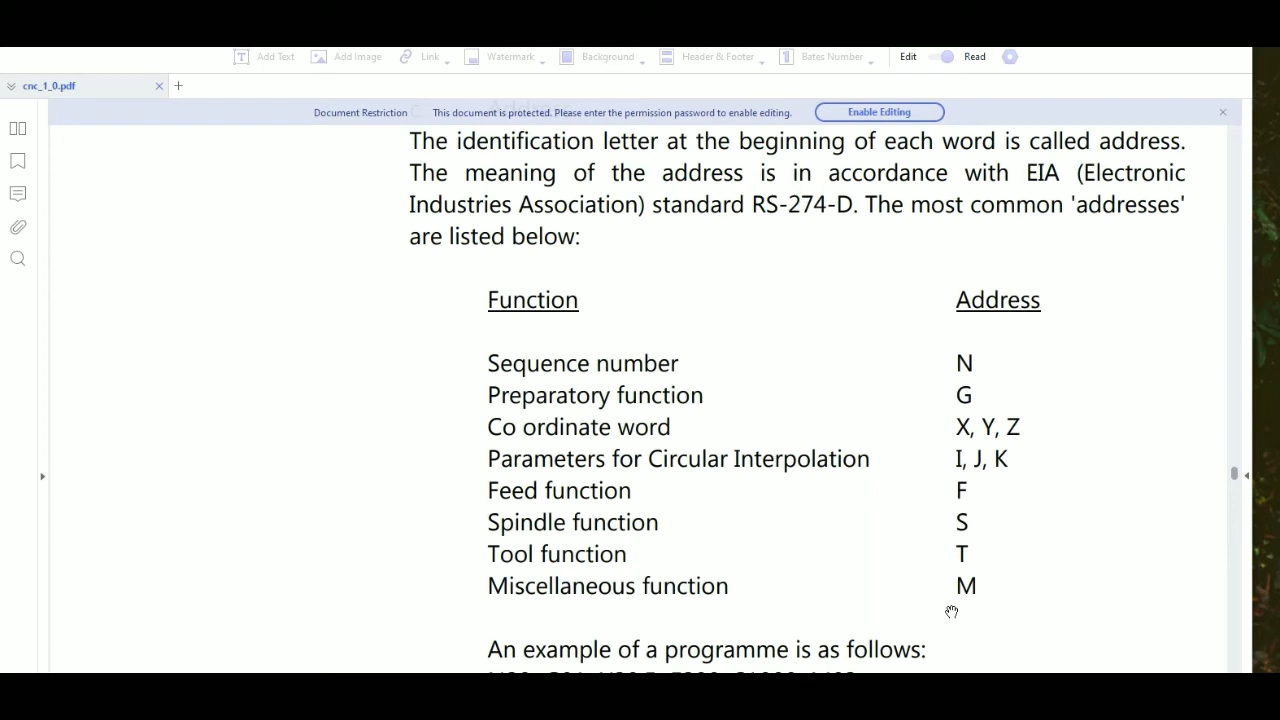 Add Text Add Image Link Watermark Background Header & Footer Bates Number Edit Read
cnc_1_0.pdf
Document Restriction This document is protected. Please enter the permission password to enable editing. Enable Editing
The identification letter at the beginning of each word is called address.
The meaning of the address is in accordance with EIA (Electronic
Industries Association) standard RS-274-D. The most common 'addresses'
are listed below:
Function Address
Sequence number N
Preparatory function G
Co ordinate word X, Y, Z
Parameters for Circular Interpolation I, J, K
Feed function F
Spindle function S
Tool function T
Miscellaneous function M
An example of a programme is as follows: